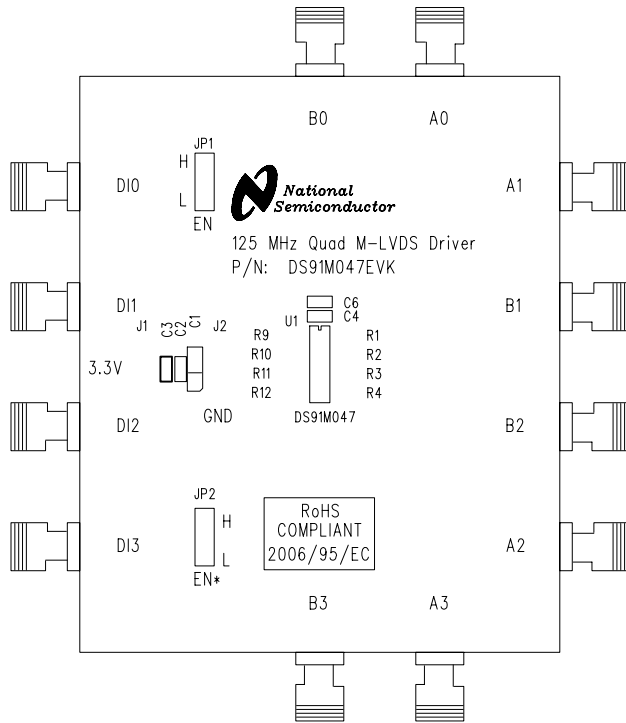 B0 A0
JP1
H
DI0
A1
L
EN
National
Semiconductor
125 MHz Quad M-LVDS Driver
P/N: DS91M047EVK
DI1
B1
C6
C4
J1
C3
C2
C1
J2
U1
R9 R1
R10 R2
R11 R3
R12 R4
3.3V
GND
DS91M047
DI2
B2
JP2
H
L
EN*
RoHS
COMPLIANT
2006/95/EC
DI3
A2
B3 A3